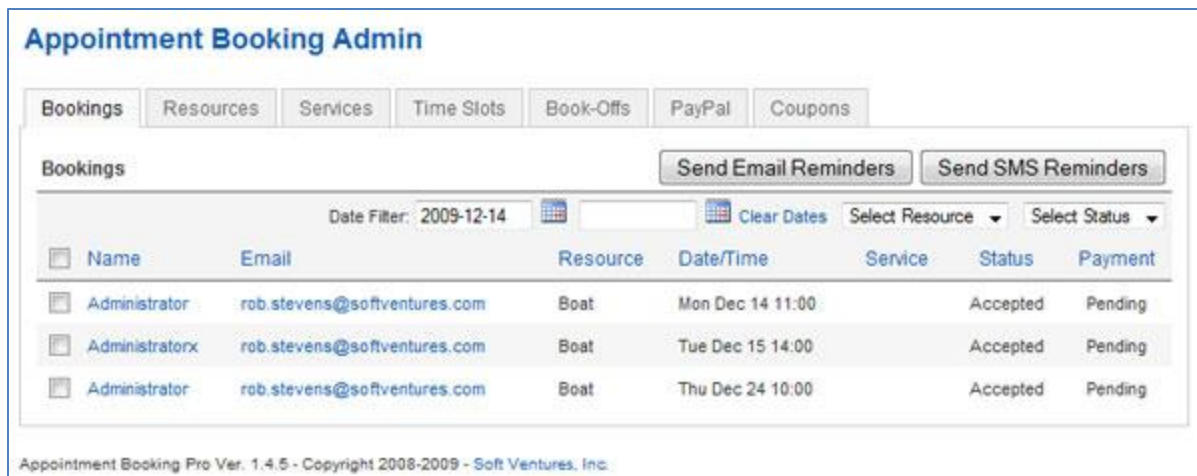 Appointment Booking Admin
Bookings Resources Services Time Slots Book-Offs PayPal Coupons
Bookings Send Email Reminders Send SMS Reminders
Date Filter: 2009-12-14 Clear Dates Select Resource Select Status
Name Email Resource Date/Time Service Status Payment
Administrator rob.stevens@softventures.com Boat Mon Dec 14 11:00 Accepted Pending
Administratorx rob.stevens@softventures.com Boat Tue Dec 15 14:00 Accepted Pending
Administrator rob.stevens@softventures.com Boat Thu Dec 24 10:00 Accepted Pending
Appointment Booking Pro Ver. 1.4.5 - Copyright 2008-2009 - Soft Ventures, Inc.